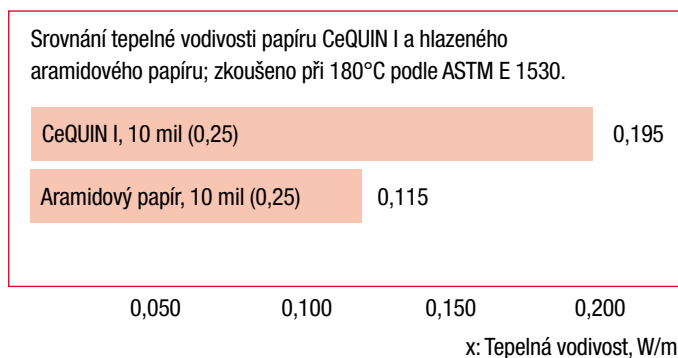 Srovnání tepelné vodivosti papíru CeQUIN I a hlazeného
aramidového papíru; zkoušeno při 180°C podle ASTM E 1530.
CeQUIN I, 10 mil (0,25) 0,195
Aramidový papír, 10 mil (0,25) 0,115
0,050 0,100 0,150 0,200
x: Tepelná vodivost, W/m